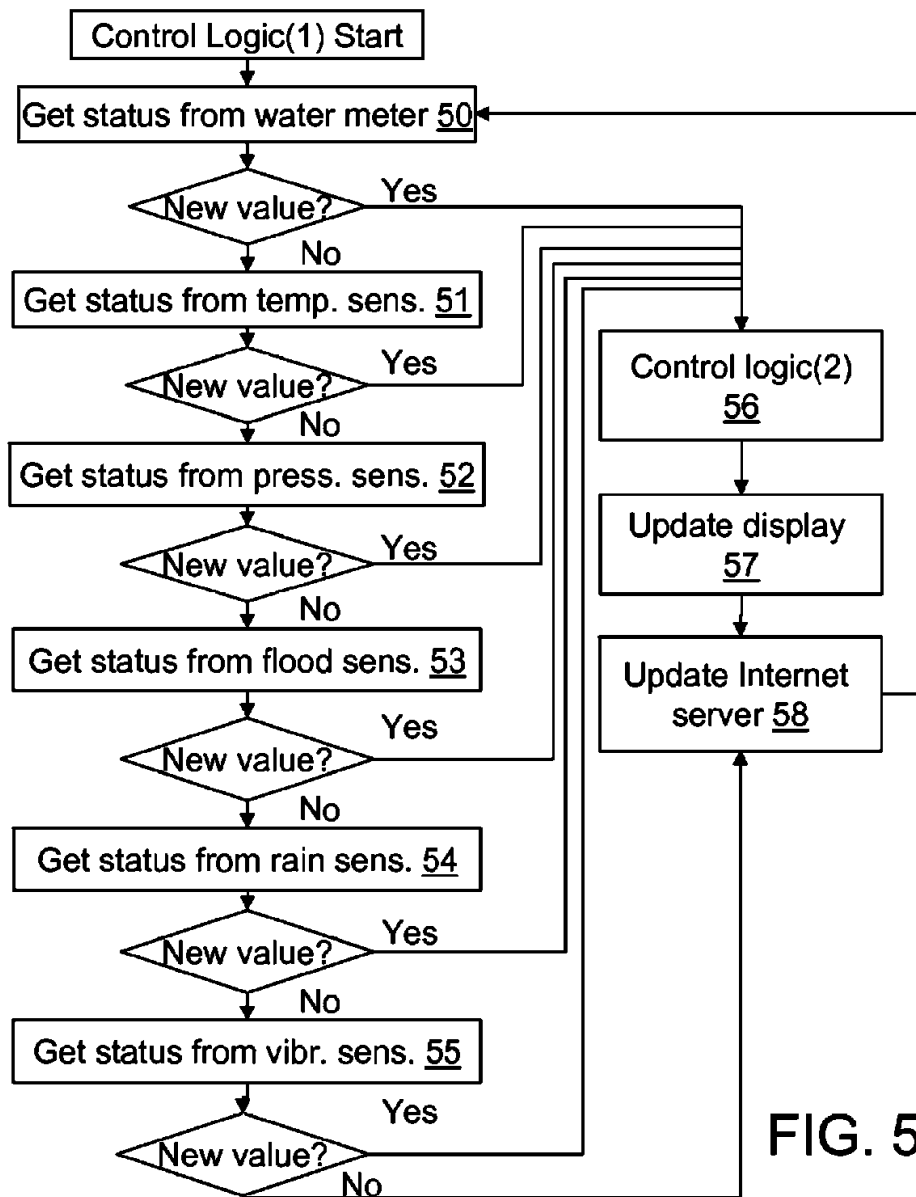 Control Logic(1) Start
Get status from water meter 50
New value?
Yes
No
Get status from temp. sens. 51
New value?
Yes
No
Get status from press. sens. 52
New value?
Yes
No
Get status from flood sens. 53
New value?
Yes
No
Get status from rain sens. 54
New value?
Yes
No
Get status from vibr. sens. 55
New value?
Yes
No
Control logic(2)
56
Update display
57
Update Internet
server 58
FIG. 5